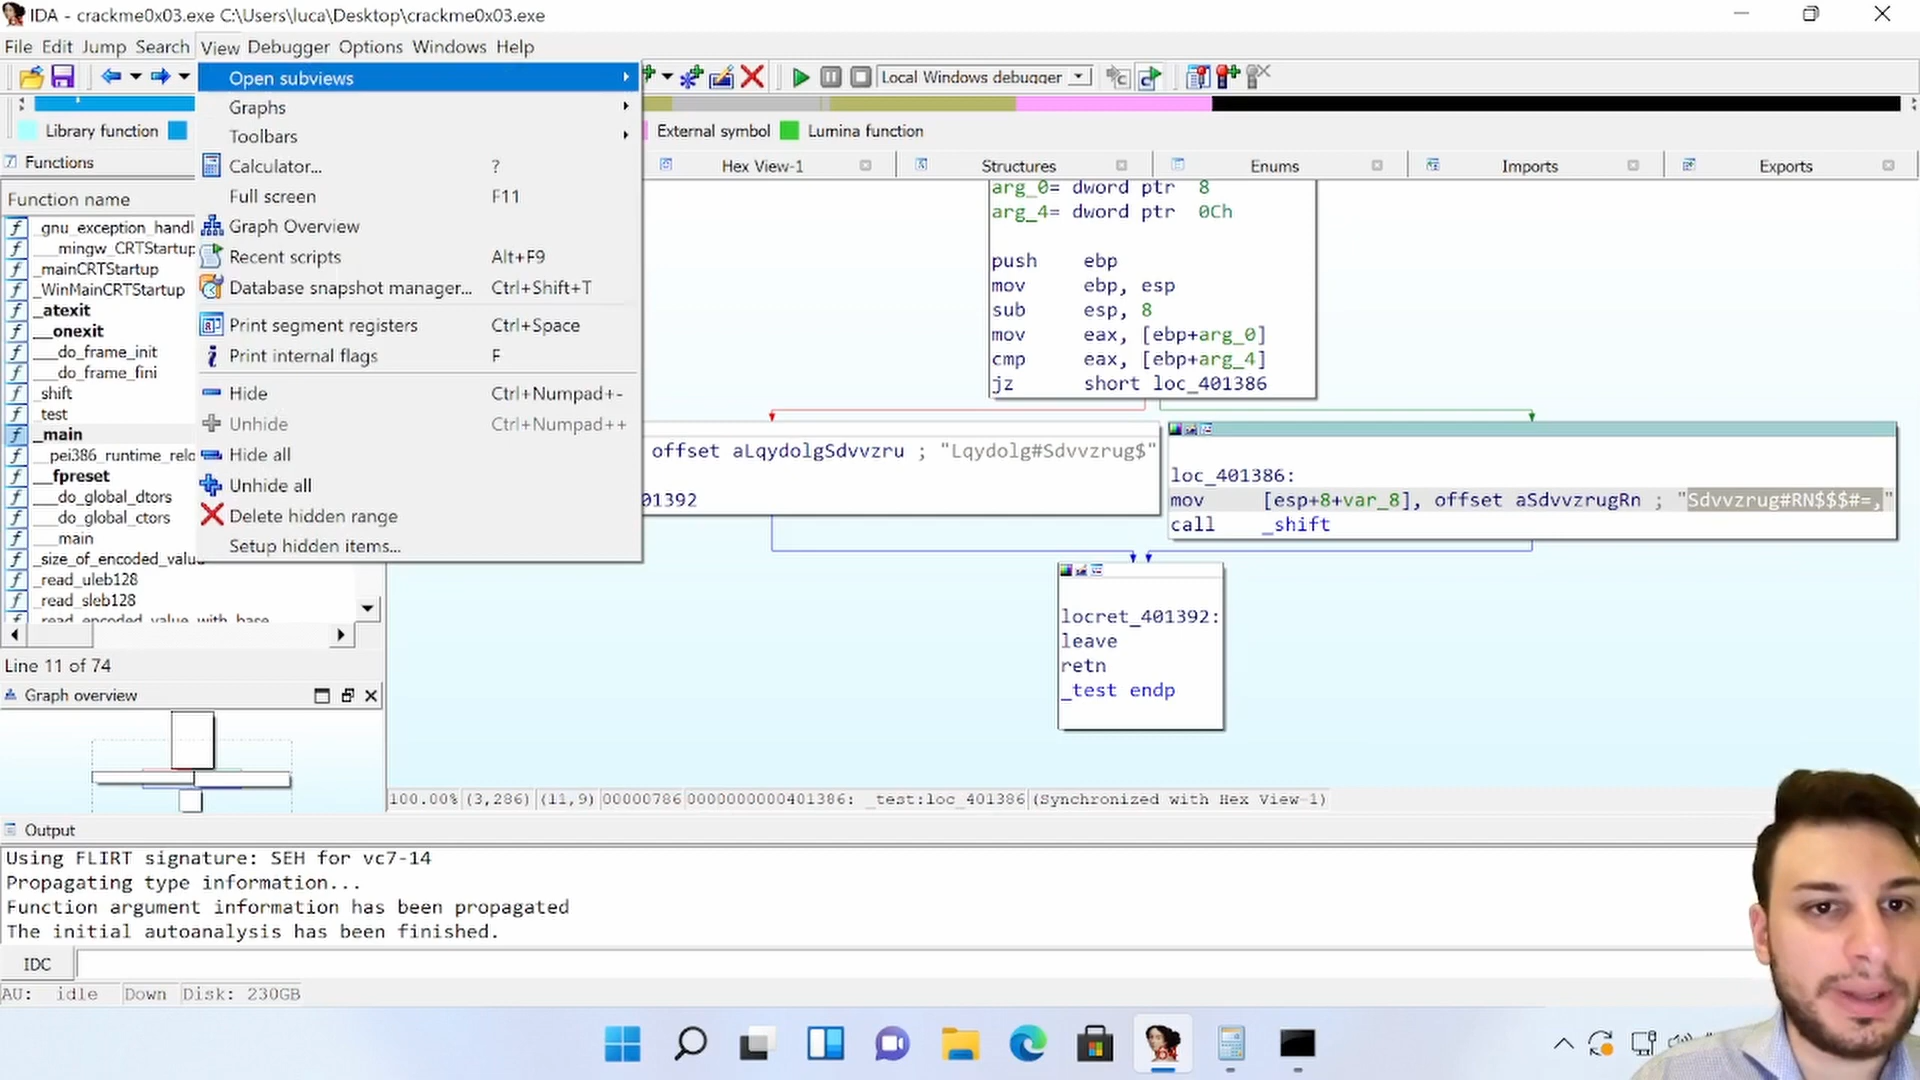 IDA - crackme0x03.exe C:\Users\luca\Desktop\crackme0x03.exe
File Edit Jump Search View Debugger Options Windows Help
Local Windows debugger
Library function
External symbol
Lumina function
Functions
Function name
_gnu_exception_handl
___mingw_CRTStartup
_mainCRTStartup
_WinMainCRTStartup
_atexit
__onexit
___do_frame_init
___do_frame_fini
_shift
_test
_main
__pei386_runtime_relo
__fpreset
___do_global_dtors
___do_global_ctors
___main
_size_of_encoded_value
_read_uleb128
_read_sleb128
_read_encoded_value_with_base
Line 11 of 74
Graph overview
Open subviews
Graphs
Toolbars
Calculator... ?
Full screen F11
Graph Overview
Recent scripts Alt+F9
Database snapshot manager... Ctrl+Shift+T
Print segment registers Ctrl+Space
Print internal flags F
Hide Ctrl+Numpad+-
Unhide Ctrl+Numpad++
Hide all
Unhide all
Delete hidden range
Setup hidden items...
Hex View-1
Structures
Enums
Imports
Exports
arg_0= dword ptr 8
arg_4= dword ptr 0Ch
push ebp
mov ebp, esp
sub esp, 8
mov eax, [ebp+arg_0]
cmp eax, [ebp+arg_4]
jz short loc_401386
offset aLqydolgSdvvzru ; "Lqydolg#Sdvvzrug$"
01392
loc_401386:
mov [esp+8+var_8], offset aSdvvzrugRn ; "Sdvvzrug#RN$$$#=,"
call _shift
locret_401392:
leave
retn
_test endp
100.00% (3,286) (11,9) 00000786 0000000000401386: _test:loc_401386 (Synchronized with Hex View-1)
Output
Using FLIRT signature: SEH for vc7-14
Propagating type information...
Function argument information has been propagated
The initial autoanalysis has been finished.
IDC
AU: idle Down Disk: 230GB